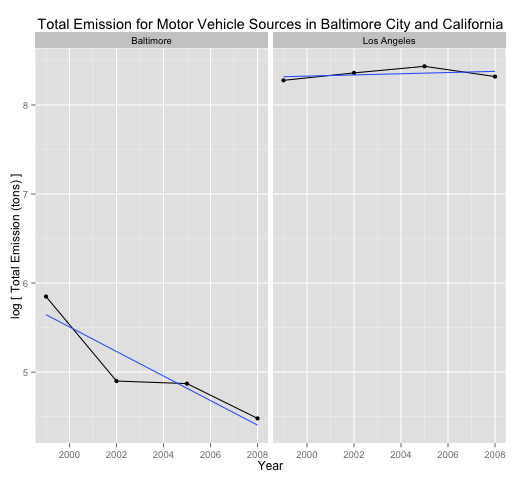 Total Emission for Motor Vehicle Sources in Baltimore City and California
Baltimore
Los Angeles
log [ Total Emission (tons) ]
8
7
6
5
2000 2002 2004 2006 2008
2000 2002 2004 2006 2008
Year